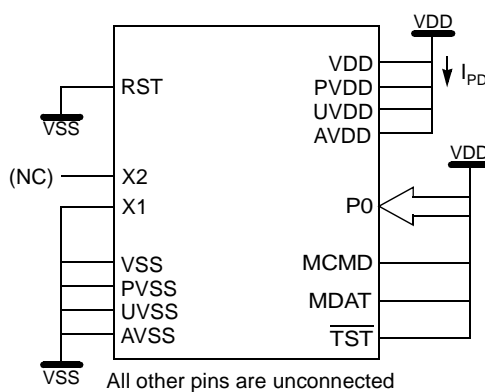 VDD
VDD
PVDD
UVDD
AVDD
I_PD
RST
VSS
(NC)
X2
X1
VDD
P0
VSS
PVSS
UVSS
AVSS
MCMD
MDAT
TST
VSS
All other pins are unconnected